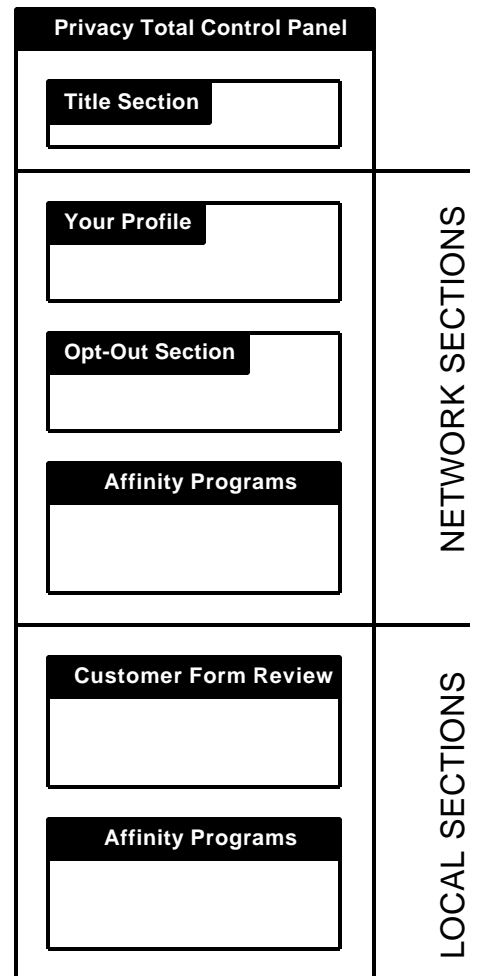 Privacy Total Control Panel
Title Section
Your Profile
Opt-Out Section
Affinity Programs
NETWORK SECTIONS
Customer Form Review
Affinity Programs
LOCAL SECTIONS